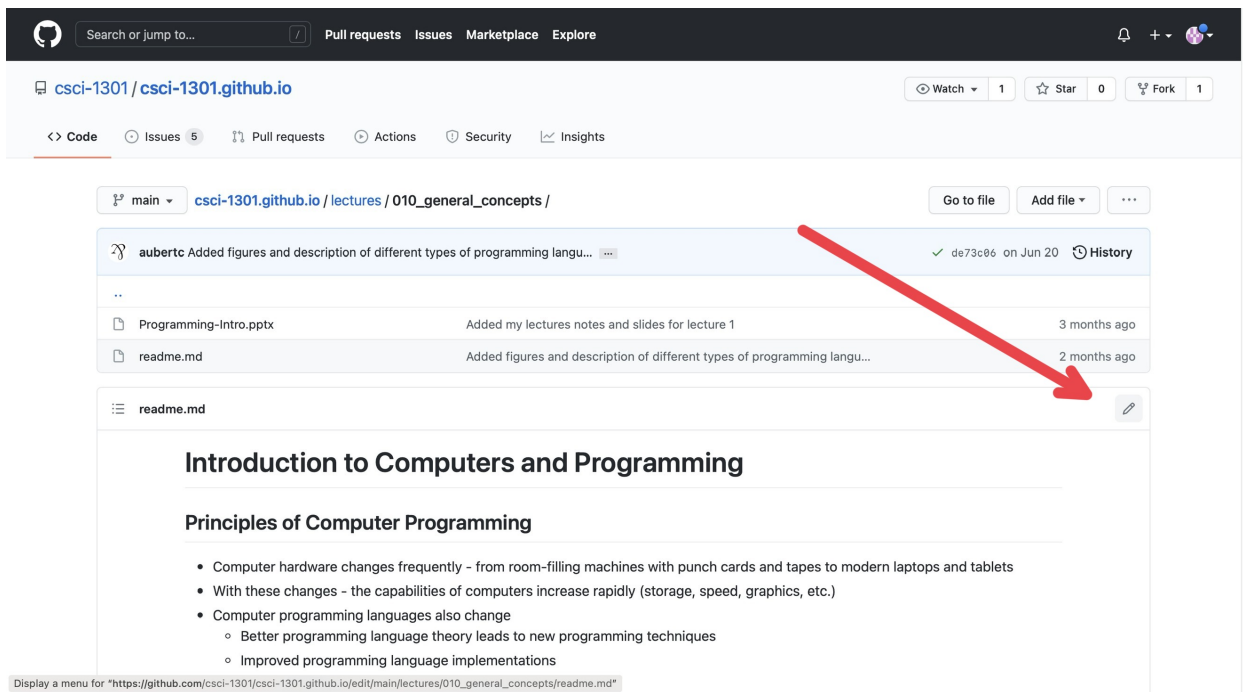 Search or jump to... / Pull requests Issues Marketplace Explore
csci-1301 / csci-1301.github.io Watch 1 Star 0 Fork 1
<> Code Issues 5 Pull requests Actions Security Insights
main csci-1301.github.io / lectures / 010_general_concepts / Go to file Add file ...
aubertc Added figures and description of different types of programming langu... ... de73c06 on Jun 20 History
..
Programming-Intro.pptx Added my lectures notes and slides for lecture 1 3 months ago
readme.md Added figures and description of different types of programming langu... 2 months ago
readme.md
Introduction to Computers and Programming
Principles of Computer Programming
• Computer hardware changes frequently - from room-filling machines with punch cards and tapes to modern laptops and tablets
• With these changes - the capabilities of computers increase rapidly (storage, speed, graphics, etc.)
• Computer programming languages also change
◦ Better programming language theory leads to new programming techniques
◦ Improved programming language implementations
Display a menu for "https://github.com/csci-1301/csci-1301.github.io/edit/main/lectures/010_general_concepts/readme.md"